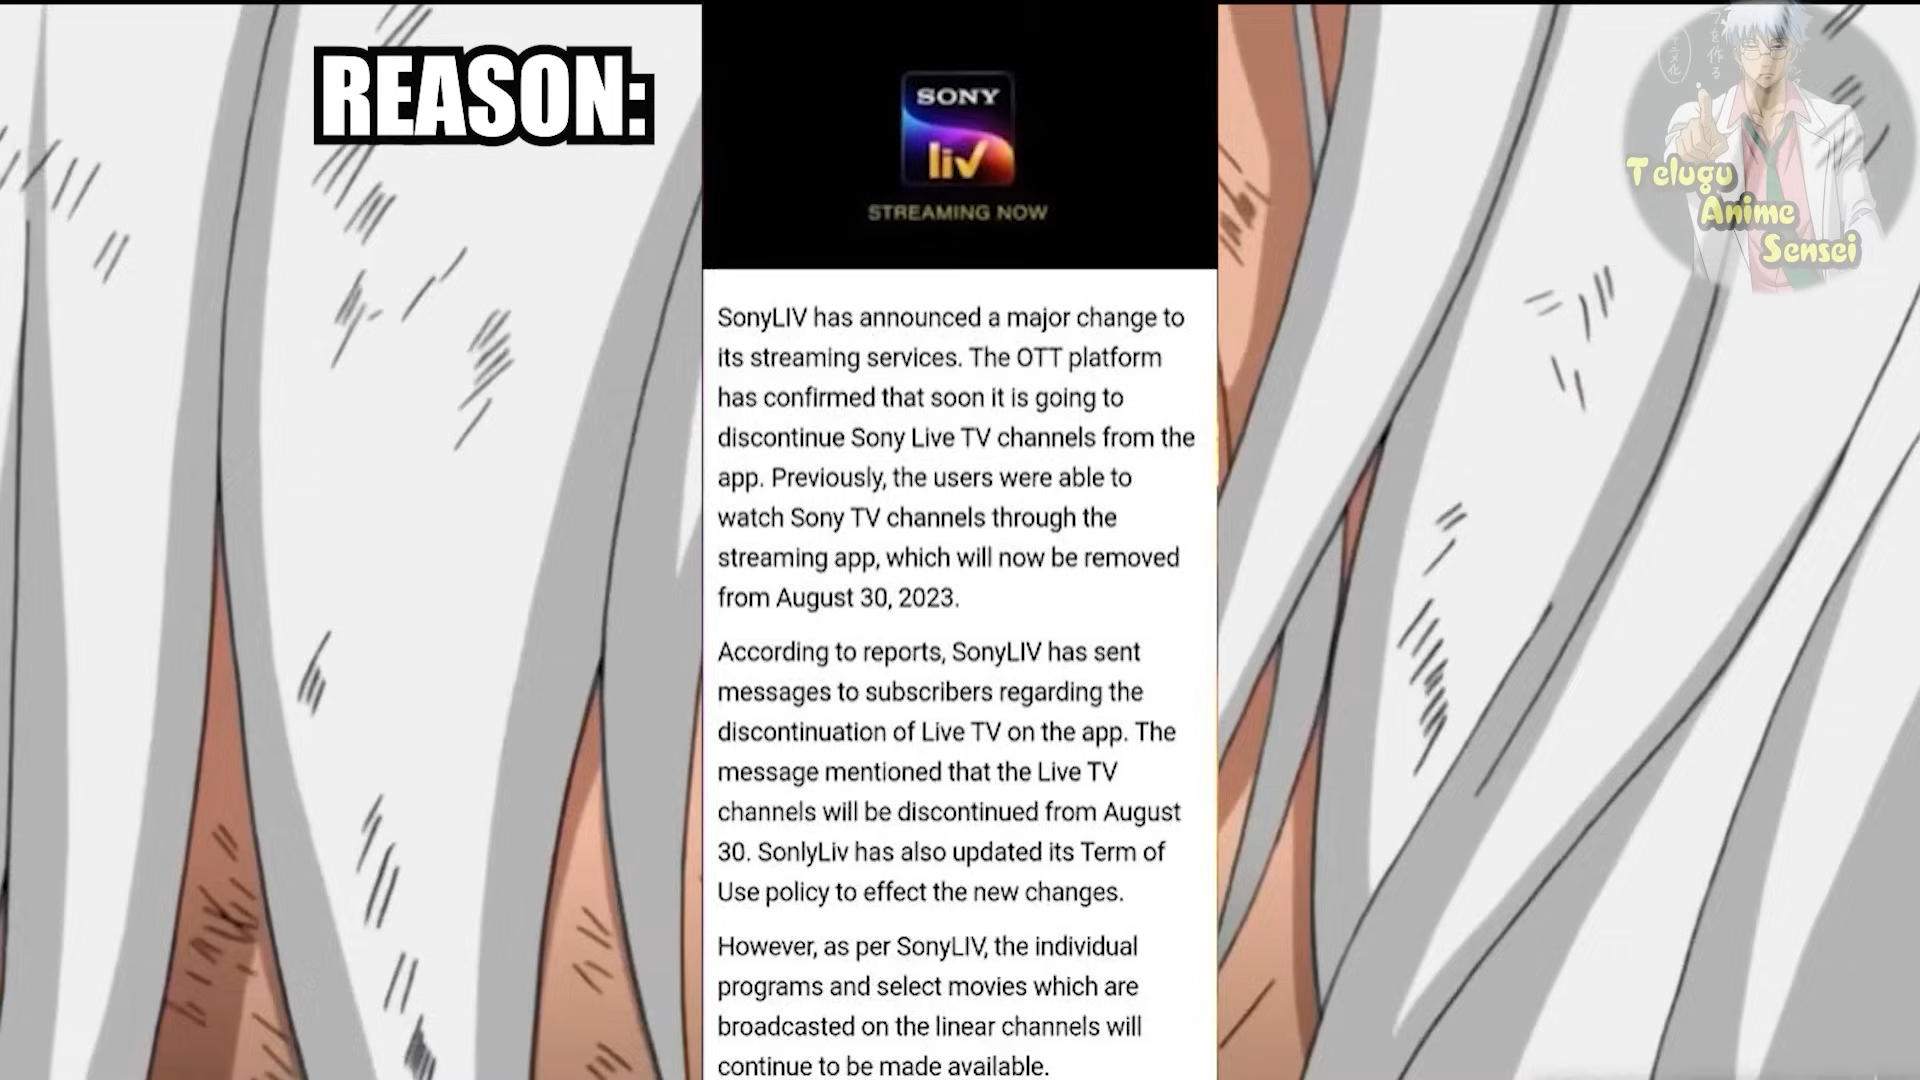 REASON:
SONY
liv
STREAMING NOW
Telugu
Anime
Sensei
SonyLIV has announced a major change to
its streaming services. The OTT platform
has confirmed that soon it is going to
discontinue Sony Live TV channels from the
app. Previously, the users were able to
watch Sony TV channels through the
streaming app, which will now be removed
from August 30, 2023.
According to reports, SonyLIV has sent
messages to subscribers regarding the
discontinuation of Live TV on the app. The
message mentioned that the Live TV
channels will be discontinued from August
30. SonlyLiv has also updated its Term of
Use policy to effect the new changes.
However, as per SonyLIV, the individual
programs and select movies which are
broadcasted on the linear channels will
continue to be made available.